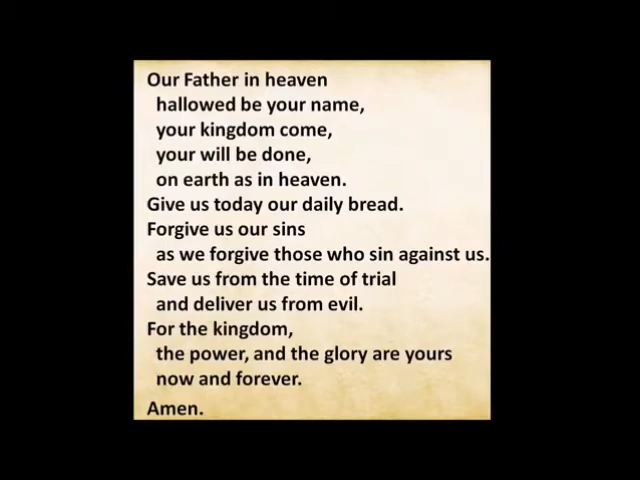 Our Father in heaven
hallowed be your name,
your kingdom come,
your will be done,
on earth as in heaven.
Give us today our daily bread.
Forgive us our sins
as we forgive those who sin against us.
Save us from the time of trial
and deliver us from evil.
For the kingdom,
the power, and the glory are yours
now and forever.
Amen.